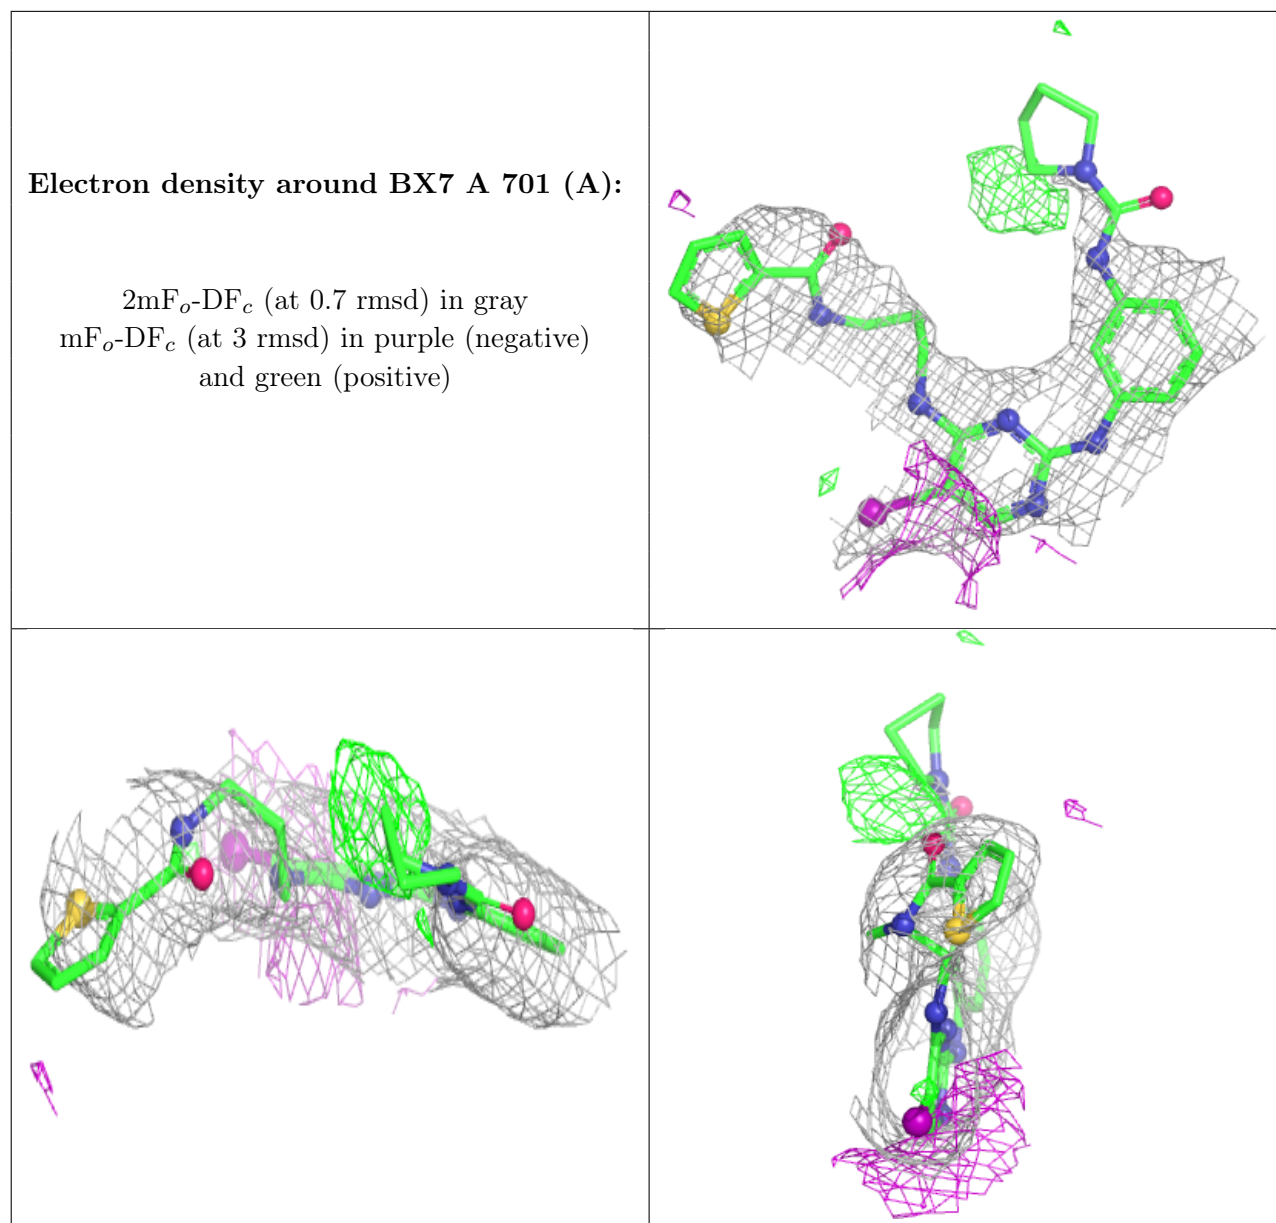 Electron density around BX7 A 701 (A):
2mFo-DFc (at 0.7 rmsd) in gray
mFo-DFc (at 3 rmsd) in purple (negative)
and green (positive)